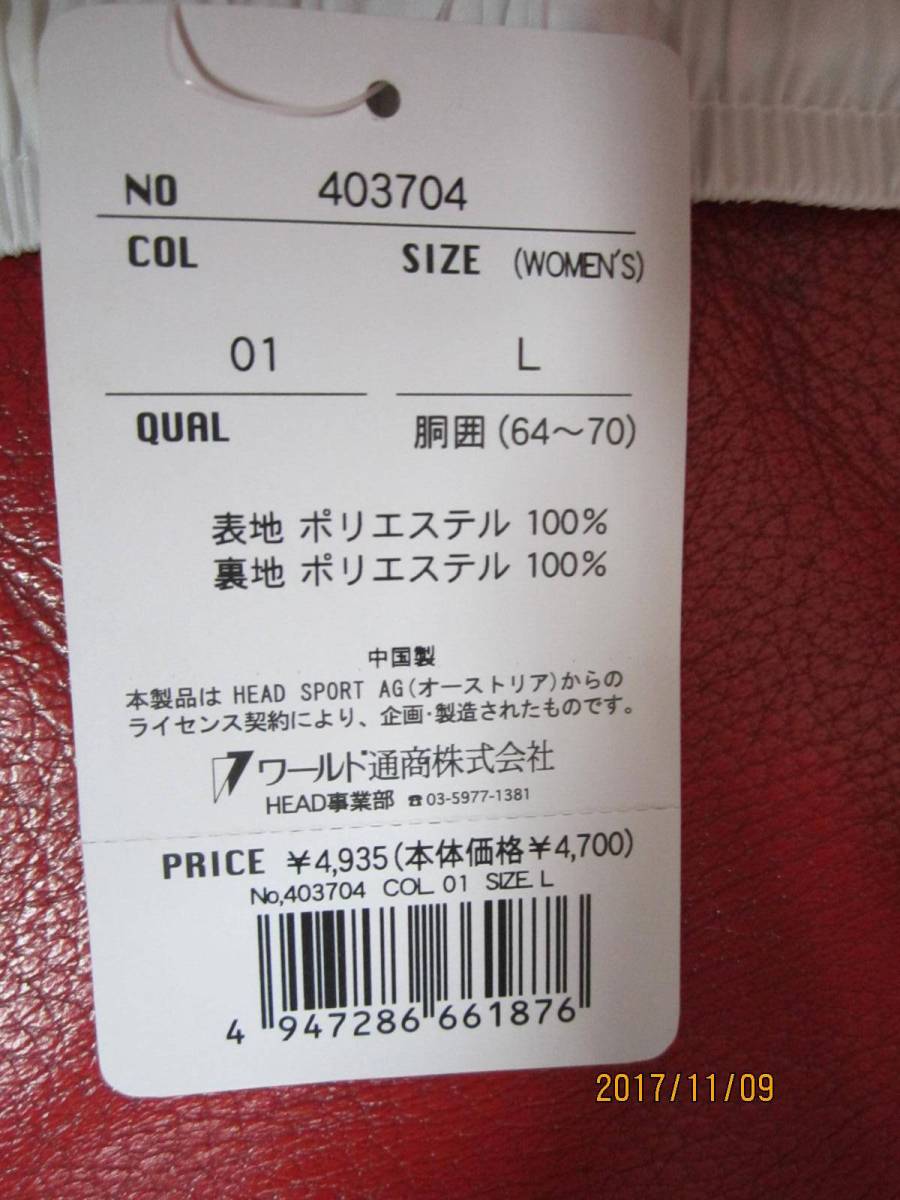 NO 403704
COL SIZE (WOMEN'S)
01 L
QUAL 胴囲(64～70)
表地 ポリエステル 100%
裏地 ポリエステル 100%
中国製
本製品は HEAD SPORT AG(オーストリア)からの
ライセンス契約により、企画･製造されたものです。
ワールド通商株式会社
HEAD事業部 ☎03-5977-1381
PRICE ¥4,935(本体価格¥4,700)
No,403704 COL. 01 SIZE. L
4 947286 661876
2017/11/09